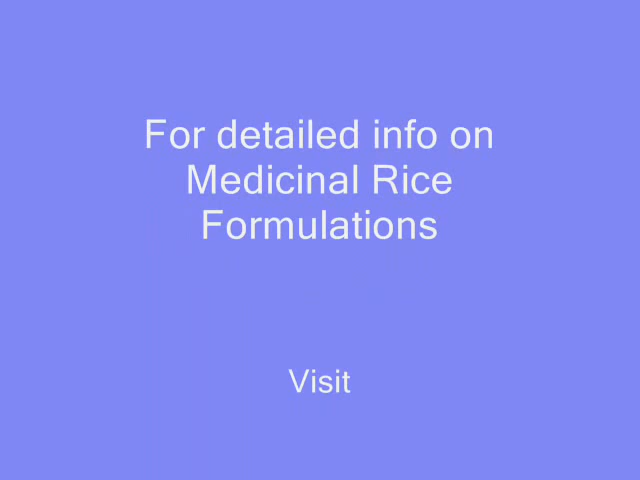 For detailed info on
Medicinal Rice
Formulations
Visit